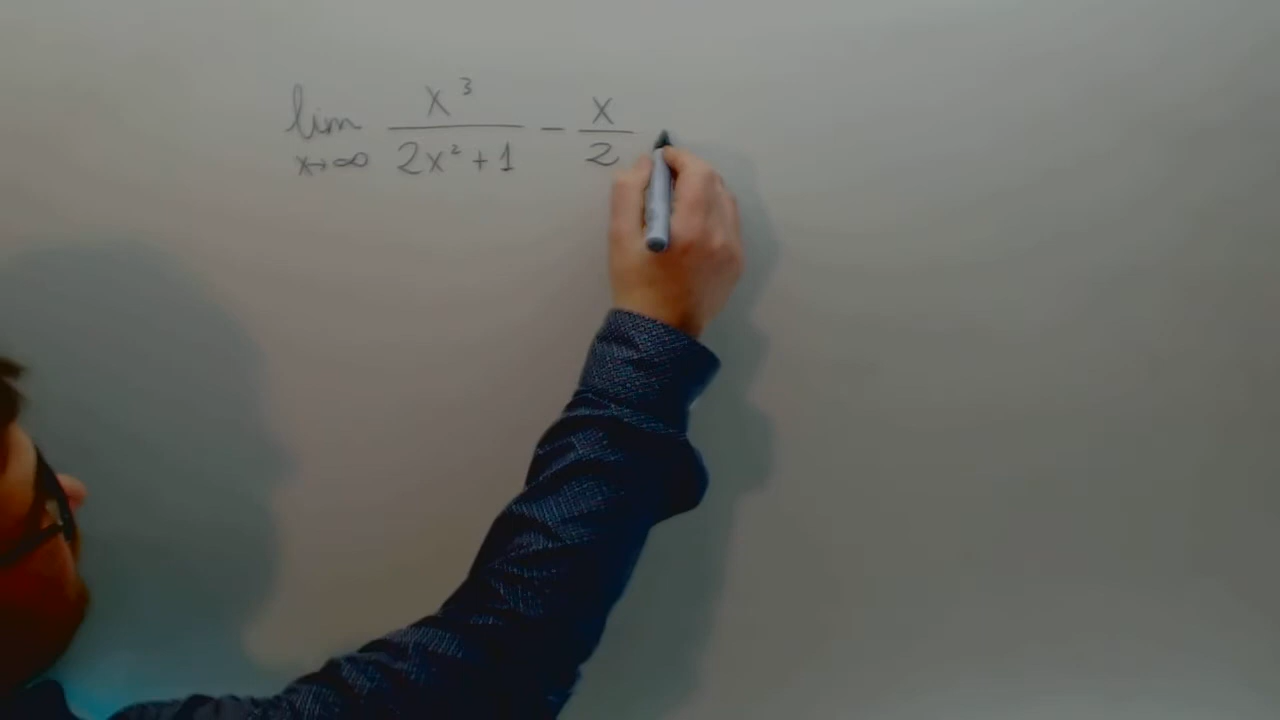 lim x³/(2x²+1) − x/2
x→∞